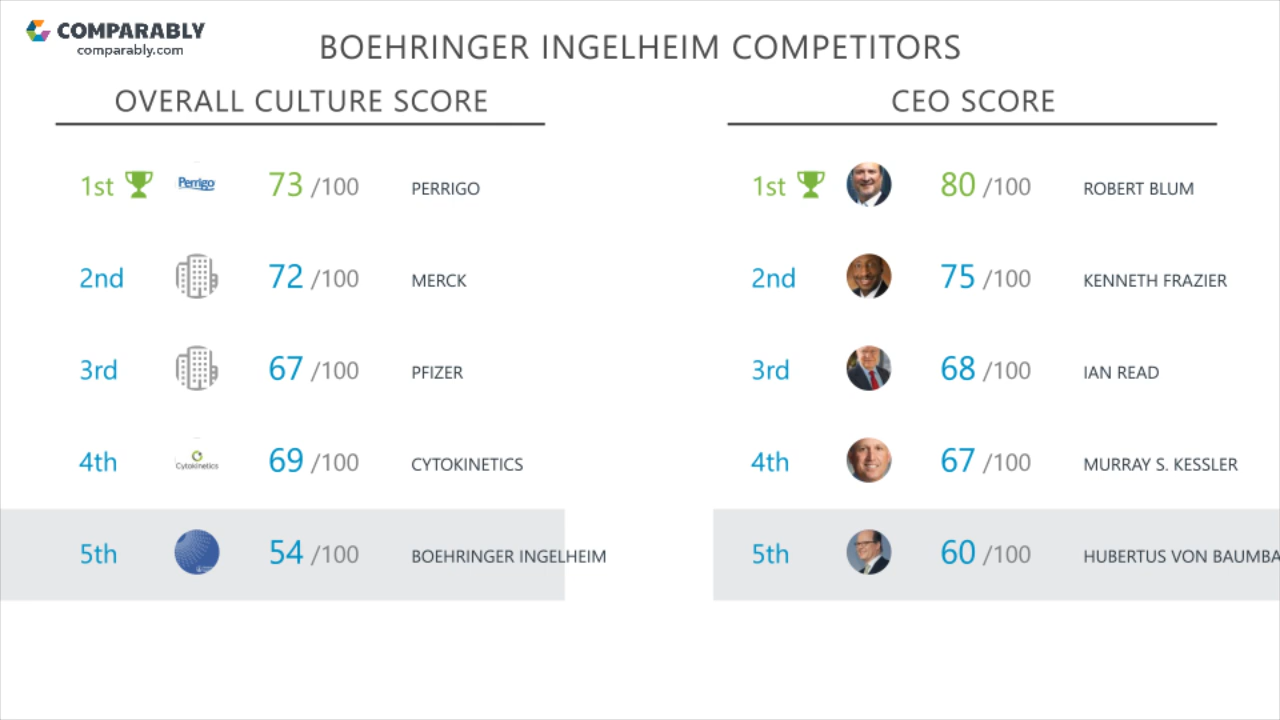 COMPARABLY
comparably.com
BOEHRINGER INGELHEIM COMPETITORS
OVERALL CULTURE SCORE
1st Perrigo 73 /100 PERRIGO
2nd 72 /100 MERCK
3rd 67 /100 PFIZER
4th Cytokinetics 69 /100 CYTOKINETICS
5th 54 /100 BOEHRINGER INGELHEIM
CEO SCORE
1st 80 /100 ROBERT BLUM
2nd 75 /100 KENNETH FRAZIER
3rd 68 /100 IAN READ
4th 67 /100 MURRAY S. KESSLER
5th 60 /100 HUBERTUS VON BAUMBA